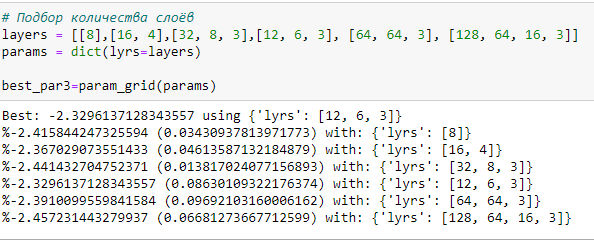 # Подбор количества слоёв
layers = [[8],[16, 4],[32, 8, 3],[12, 6, 3], [64, 64, 3], [128, 64, 16, 3]]
params = dict(lyrs=layers)
best_par3=param_grid(params)
Best: -2.3296137128343557 using {'lyrs': [12, 6, 3]}
%-2.415844247325594 (0.03430937813971773) with: {'lyrs': [8]}
%-2.367029073551433 (0.04613587132184879) with: {'lyrs': [16, 4]}
%-2.441432704752371 (0.013817024077156893) with: {'lyrs': [32, 8, 3]}
%-2.3296137128343557 (0.08630109322176374) with: {'lyrs': [12, 6, 3]}
%-2.3910099559841584 (0.09692103160006162) with: {'lyrs': [64, 64, 3]}
%-2.457231443279937 (0.06681273667712599) with: {'lyrs': [128, 64, 16, 3]}